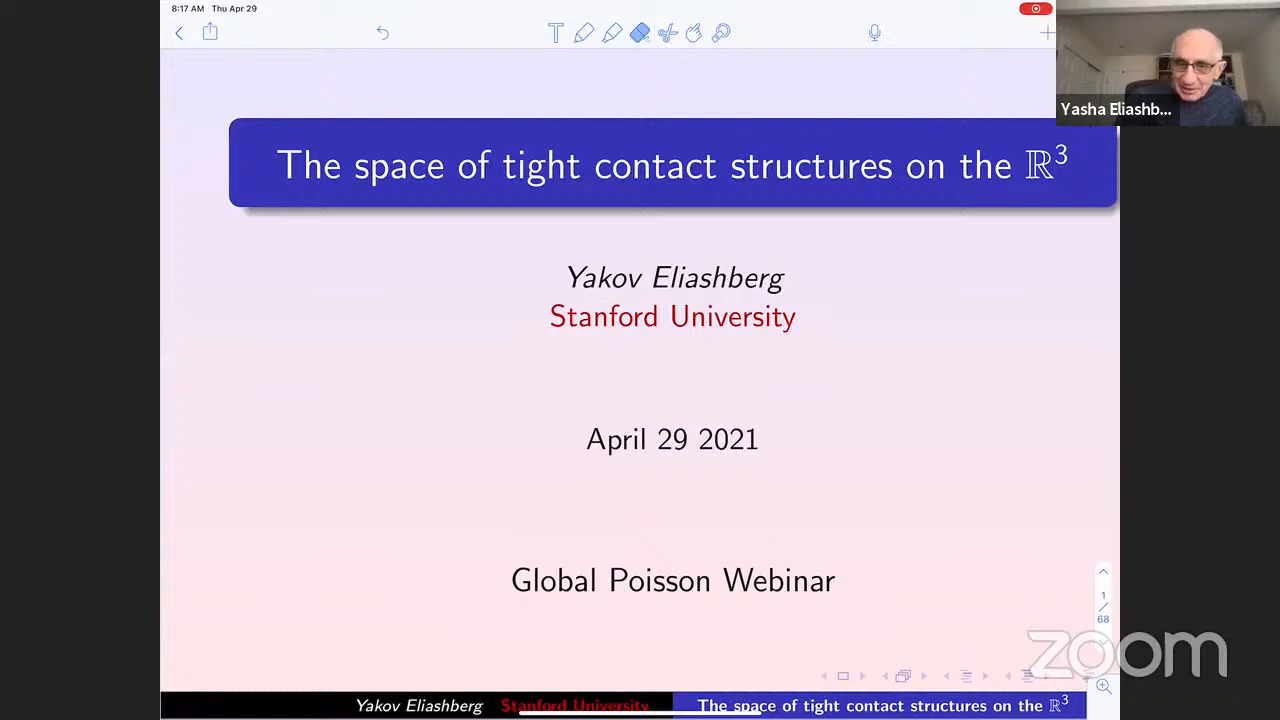 8:17 AM Thu Apr 29
Yasha Eliashb...
The space of tight contact structures on the ℝ³
Yakov Eliashberg
Stanford University
April 29 2021
Global Poisson Webinar
1
/
68
zoom
Yakov Eliashberg Stanford University The space of tight contact structures on the ℝ³